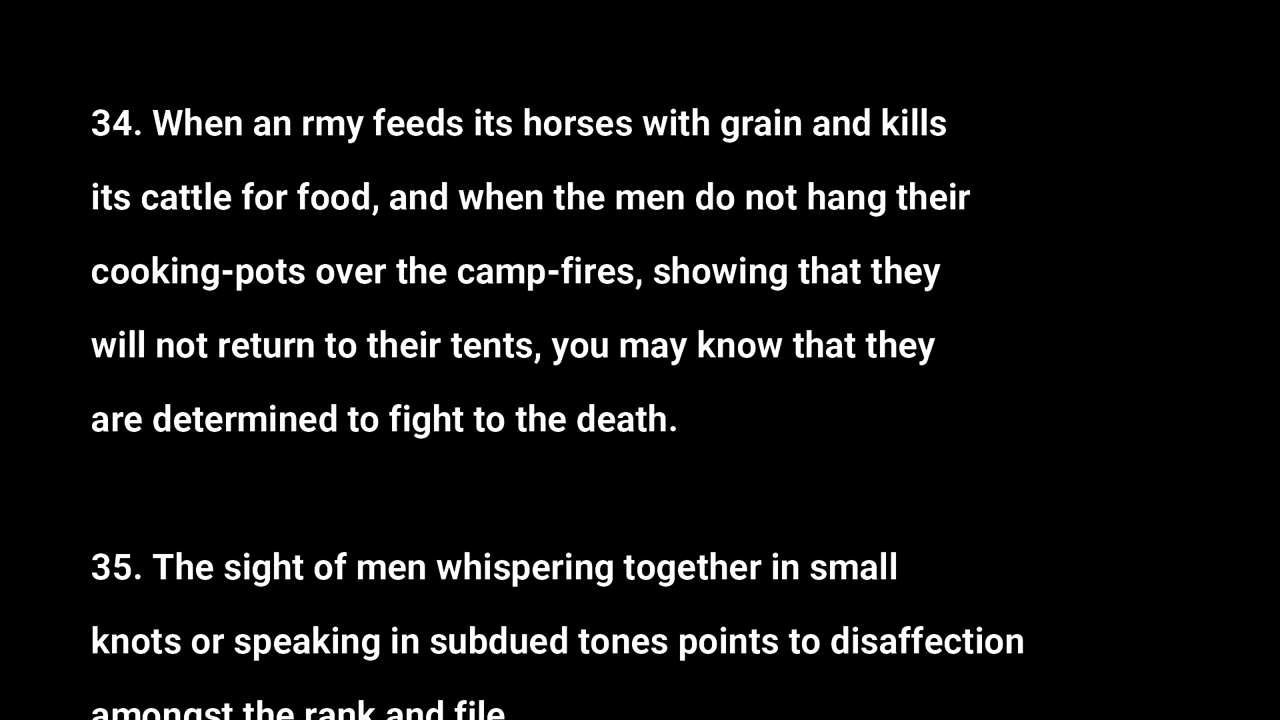 34. When an rmy feeds its horses with grain and kills
its cattle for food, and when the men do not hang their
cooking-pots over the camp-fires, showing that they
will not return to their tents, you may know that they
are determined to fight to the death.
35. The sight of men whispering together in small
knots or speaking in subdued tones points to disaffection
amongst the rank and file